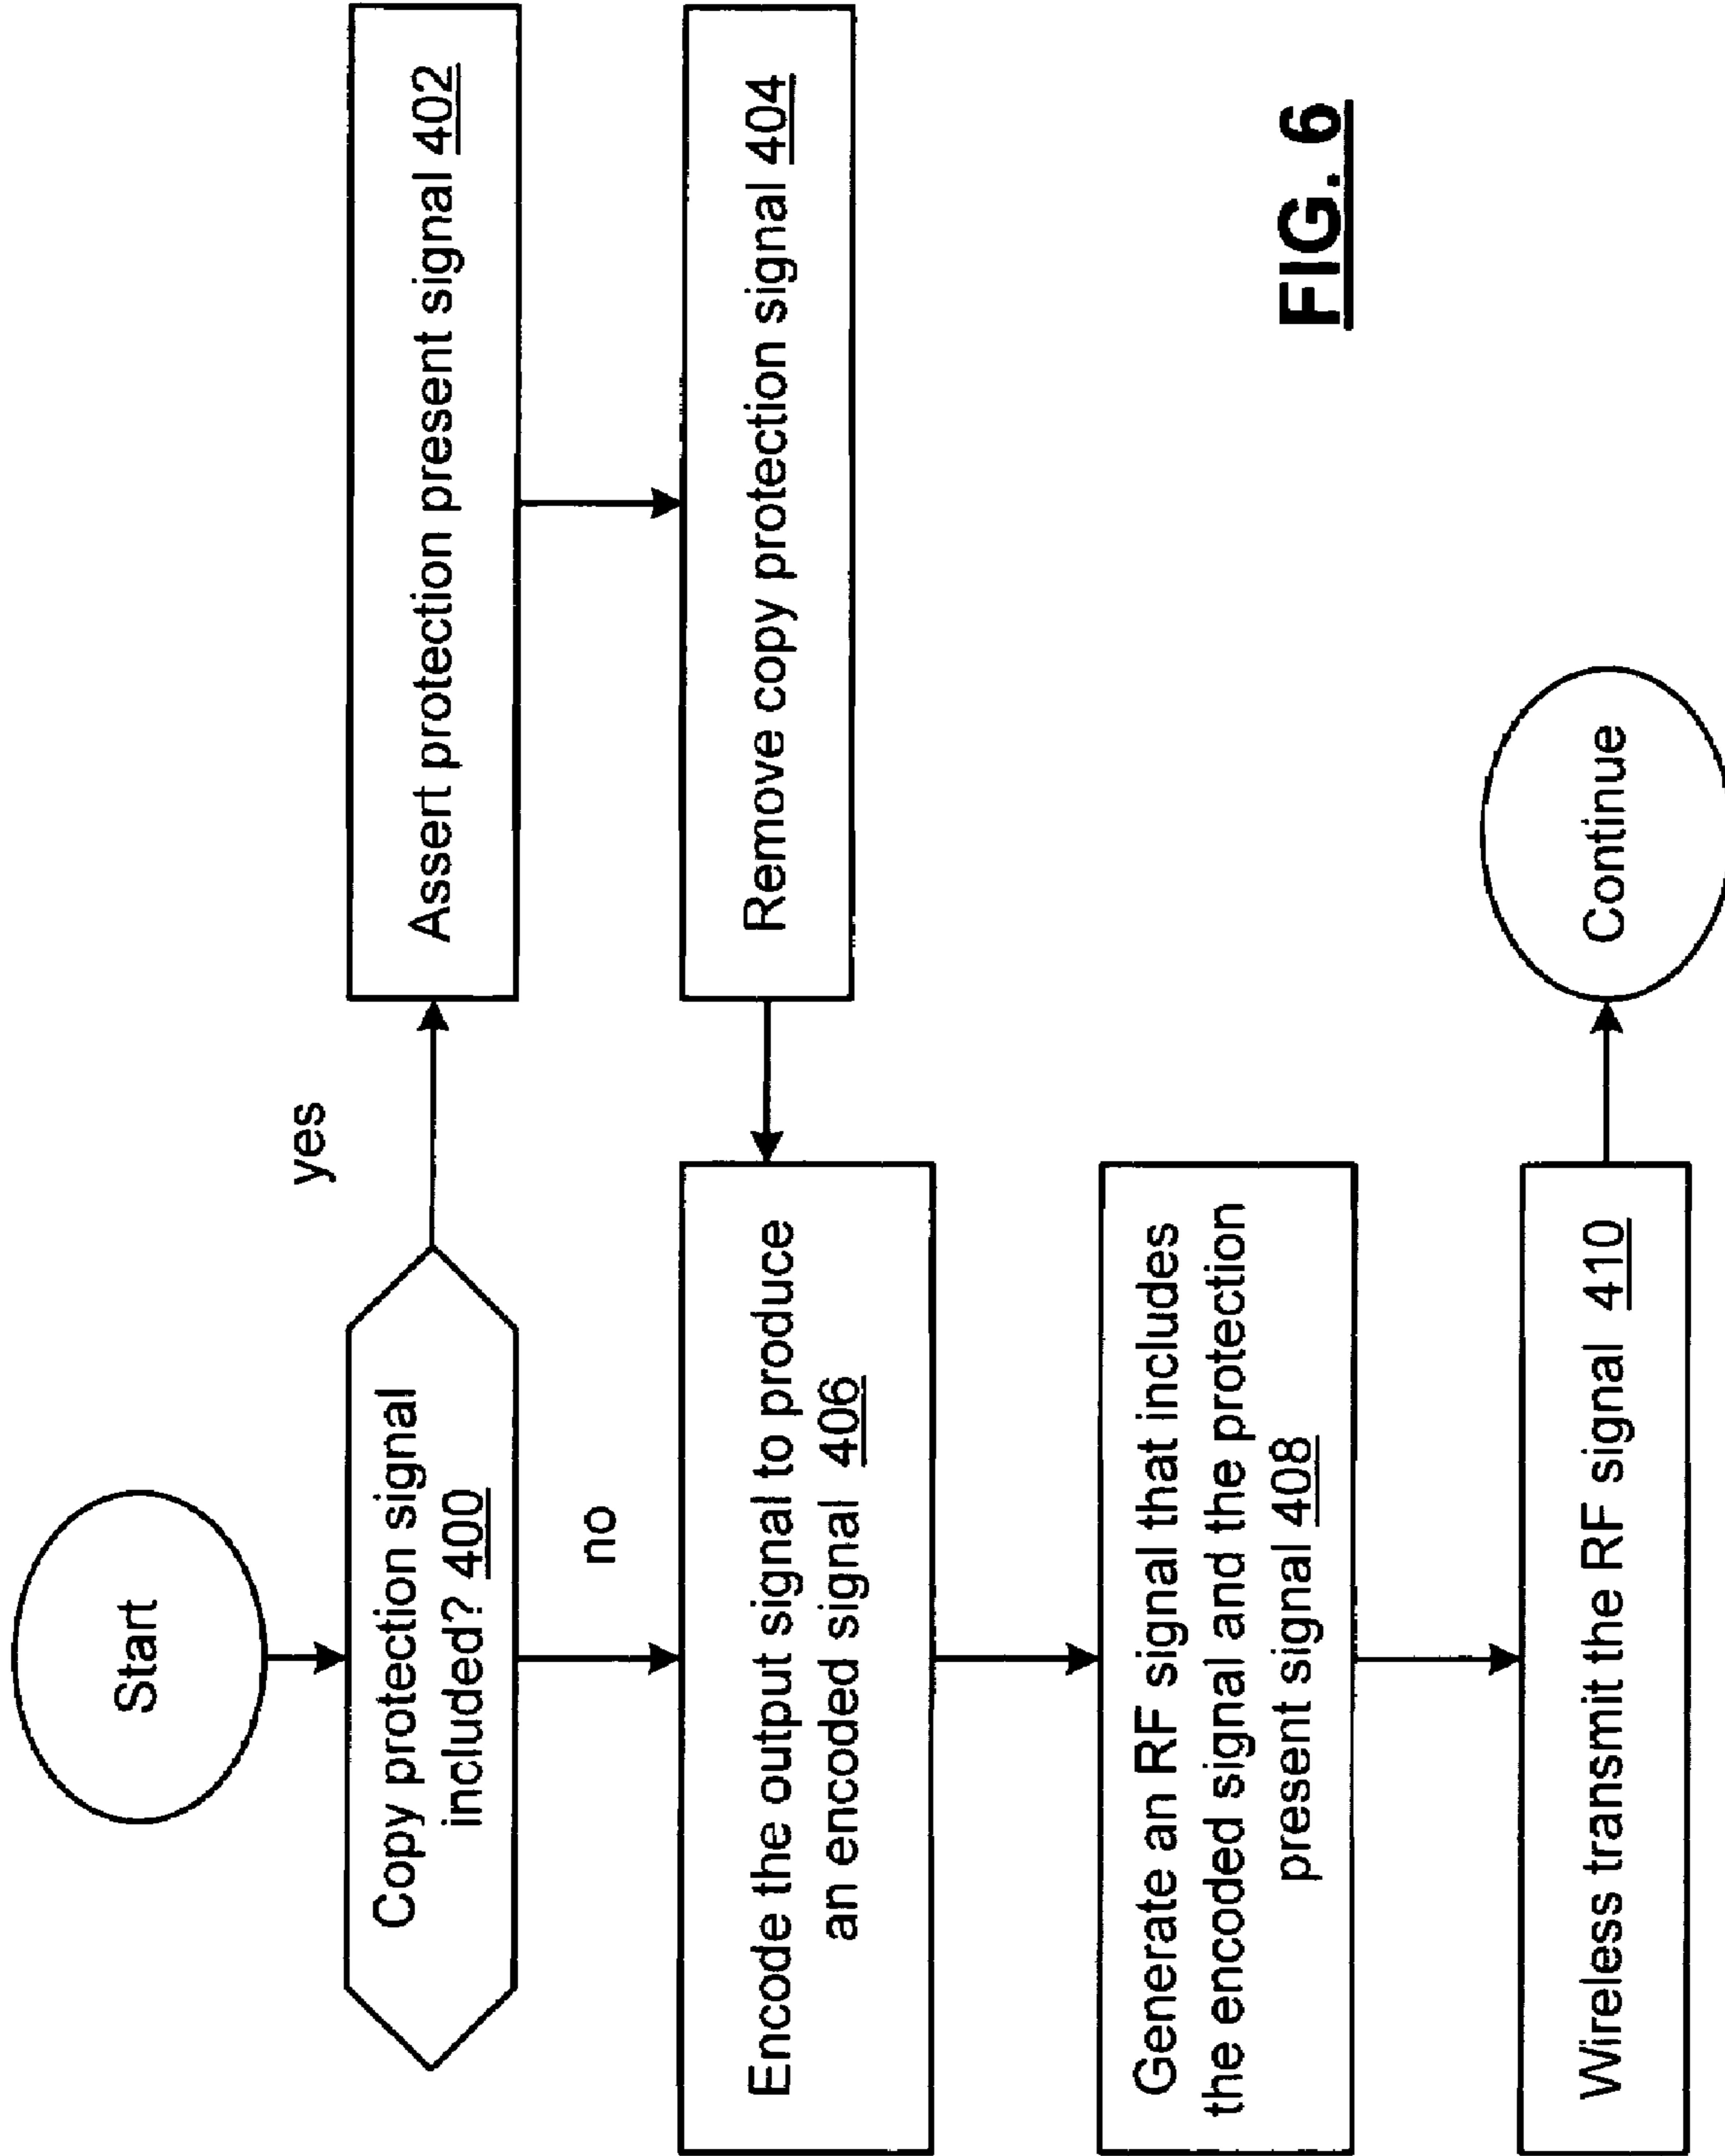 Start
Copy protection signal
included? 400
yes
Assert protection present signal 402
Remove copy protection signal 404
no
Encode the output signal to produce
an encoded signal 406
Generate an RF signal that includes
the encoded signal and the protection
present signal 408
Wireless transmit the RF signal 410
Continue
FIG. 6